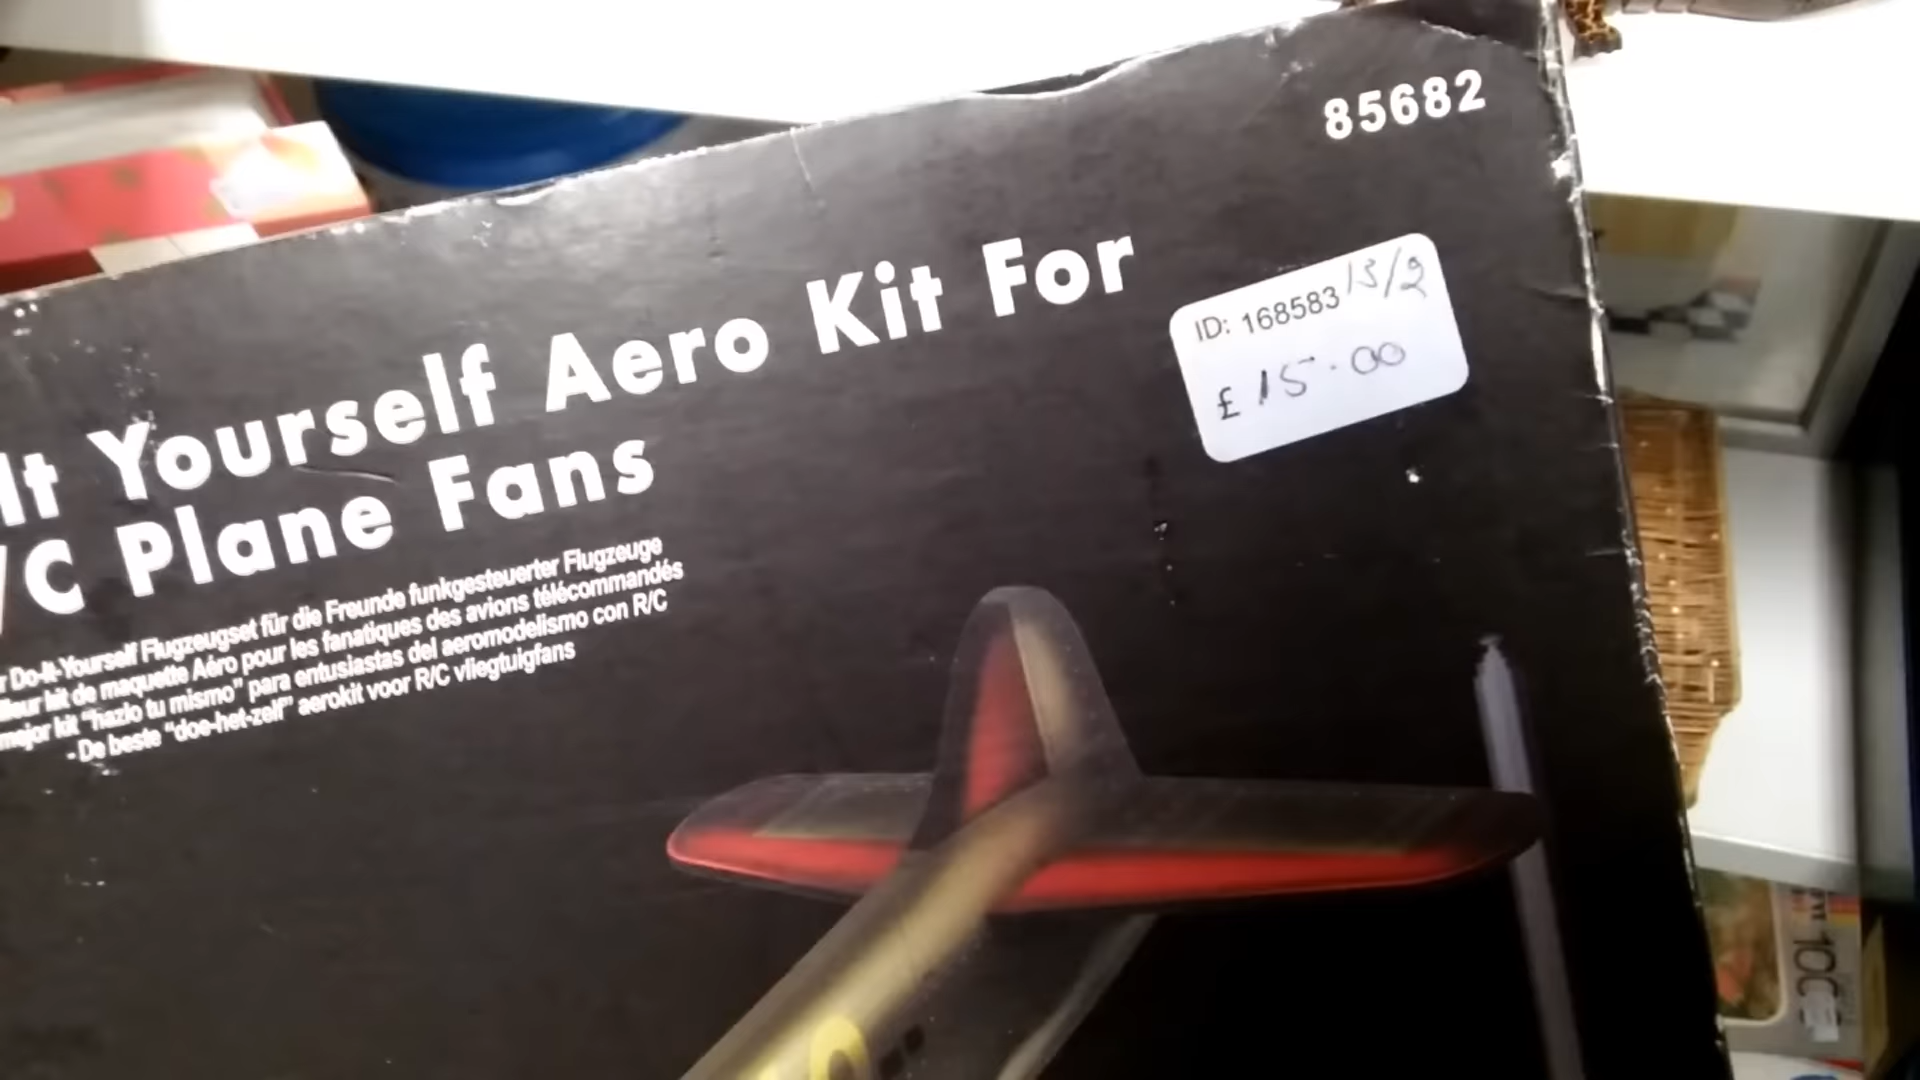 85682
It Yourself Aero Kit For
/C Plane Fans
ID: 168583 13/2
£ 15.00
Do-It-Yourself Flugzeugset für die Freunde funkgesteuerter Flugzeuge
kit de maquette Aéro pour les fanatiques des avions télécommandés
mejor kit "hazlo tu mismo" para entusiastas del aeromodelismo con R/C
- De beste "doe-het-zelf" aerokit voor R/C vliegtuigfans